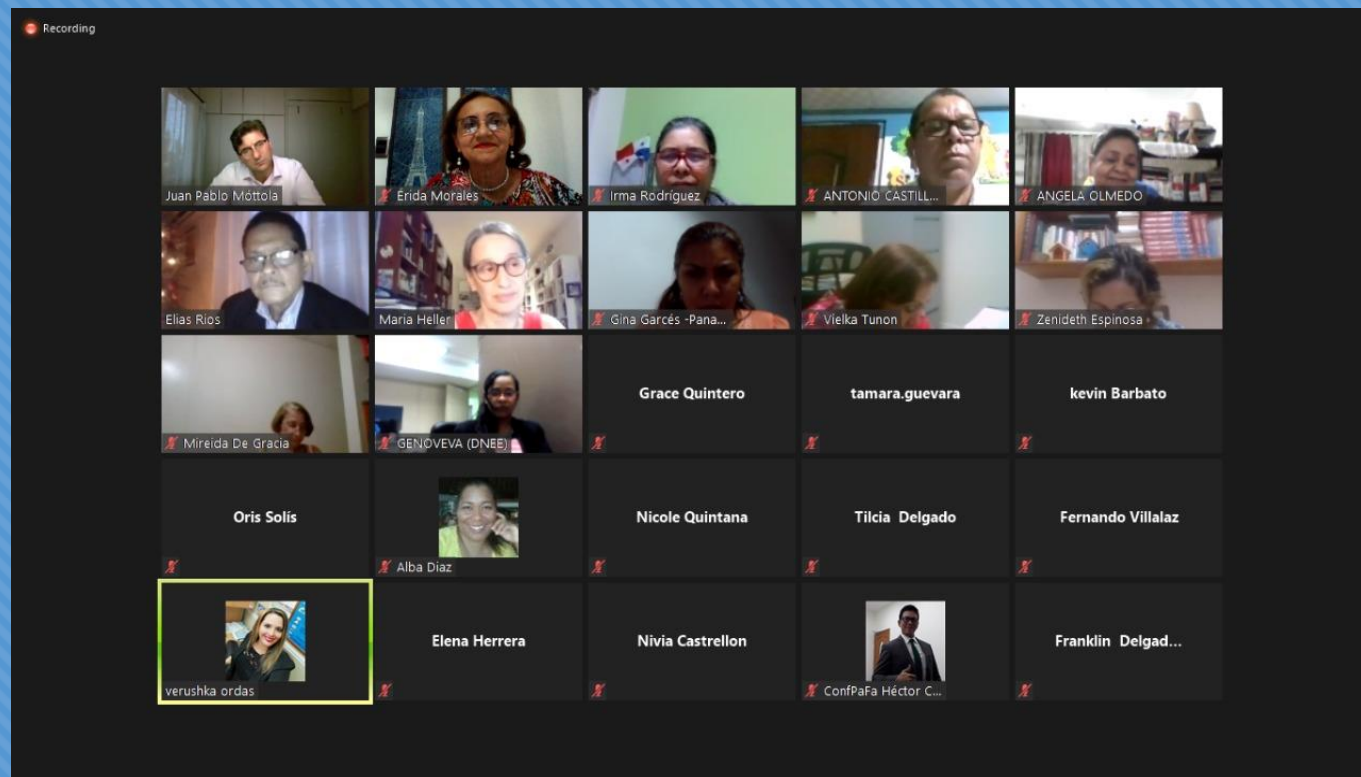 Recording
Juan Pablo Móttola
Érida Morales
Irma Rodríguez
ANTONIO CASTILL...
ANGELA OLMEDO
Elias Rios
Maria Heller
Gina Garcés -Pana...
Vielka Tunon
Zenideth Espinosa
Mireida De Gracia
GENOVEVA (DNEE)
Grace Quintero
tamara.guevara
kevin Barbato
Oris Solís
Alba Diaz
Nicole Quintana
Tilcia Delgado
Fernando Villalaz
verushka ordas
Elena Herrera
Nivia Castrellon
ConfPaFa Héctor C...
Franklin Delgad...